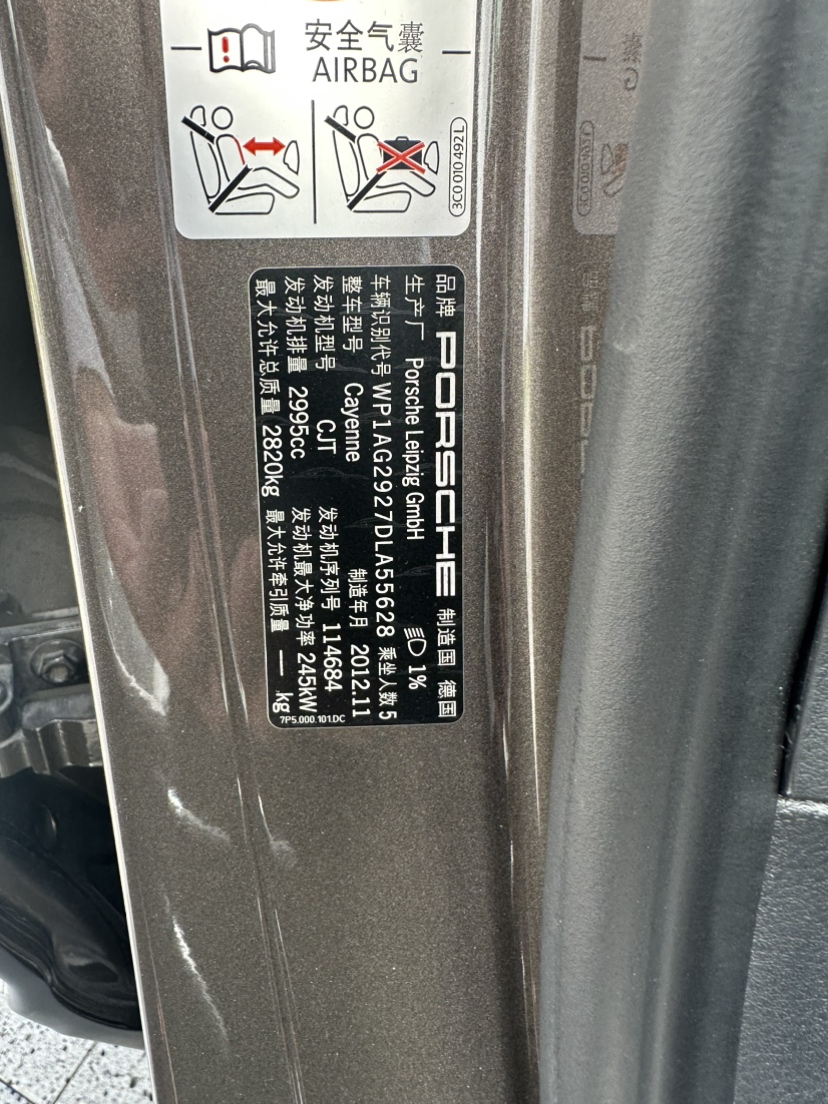 安全气囊
AIRBAG
3C0010492L
品牌 PORSCHE 制造国 德国
生产厂 Porsche Leipzig GmbH 1%
车辆识别代号 WP1AG2927DLA55628 乘坐人数 5
整车型号 Cayenne 制造年月 2012.11
发动机型号 CJT 发动机序列号 114684
发动机排量 2995cc 发动机最大净功率 245kW
最大允许总质量 2820kg 最大允许牵引质量 — kg
7P5.000.101.DC